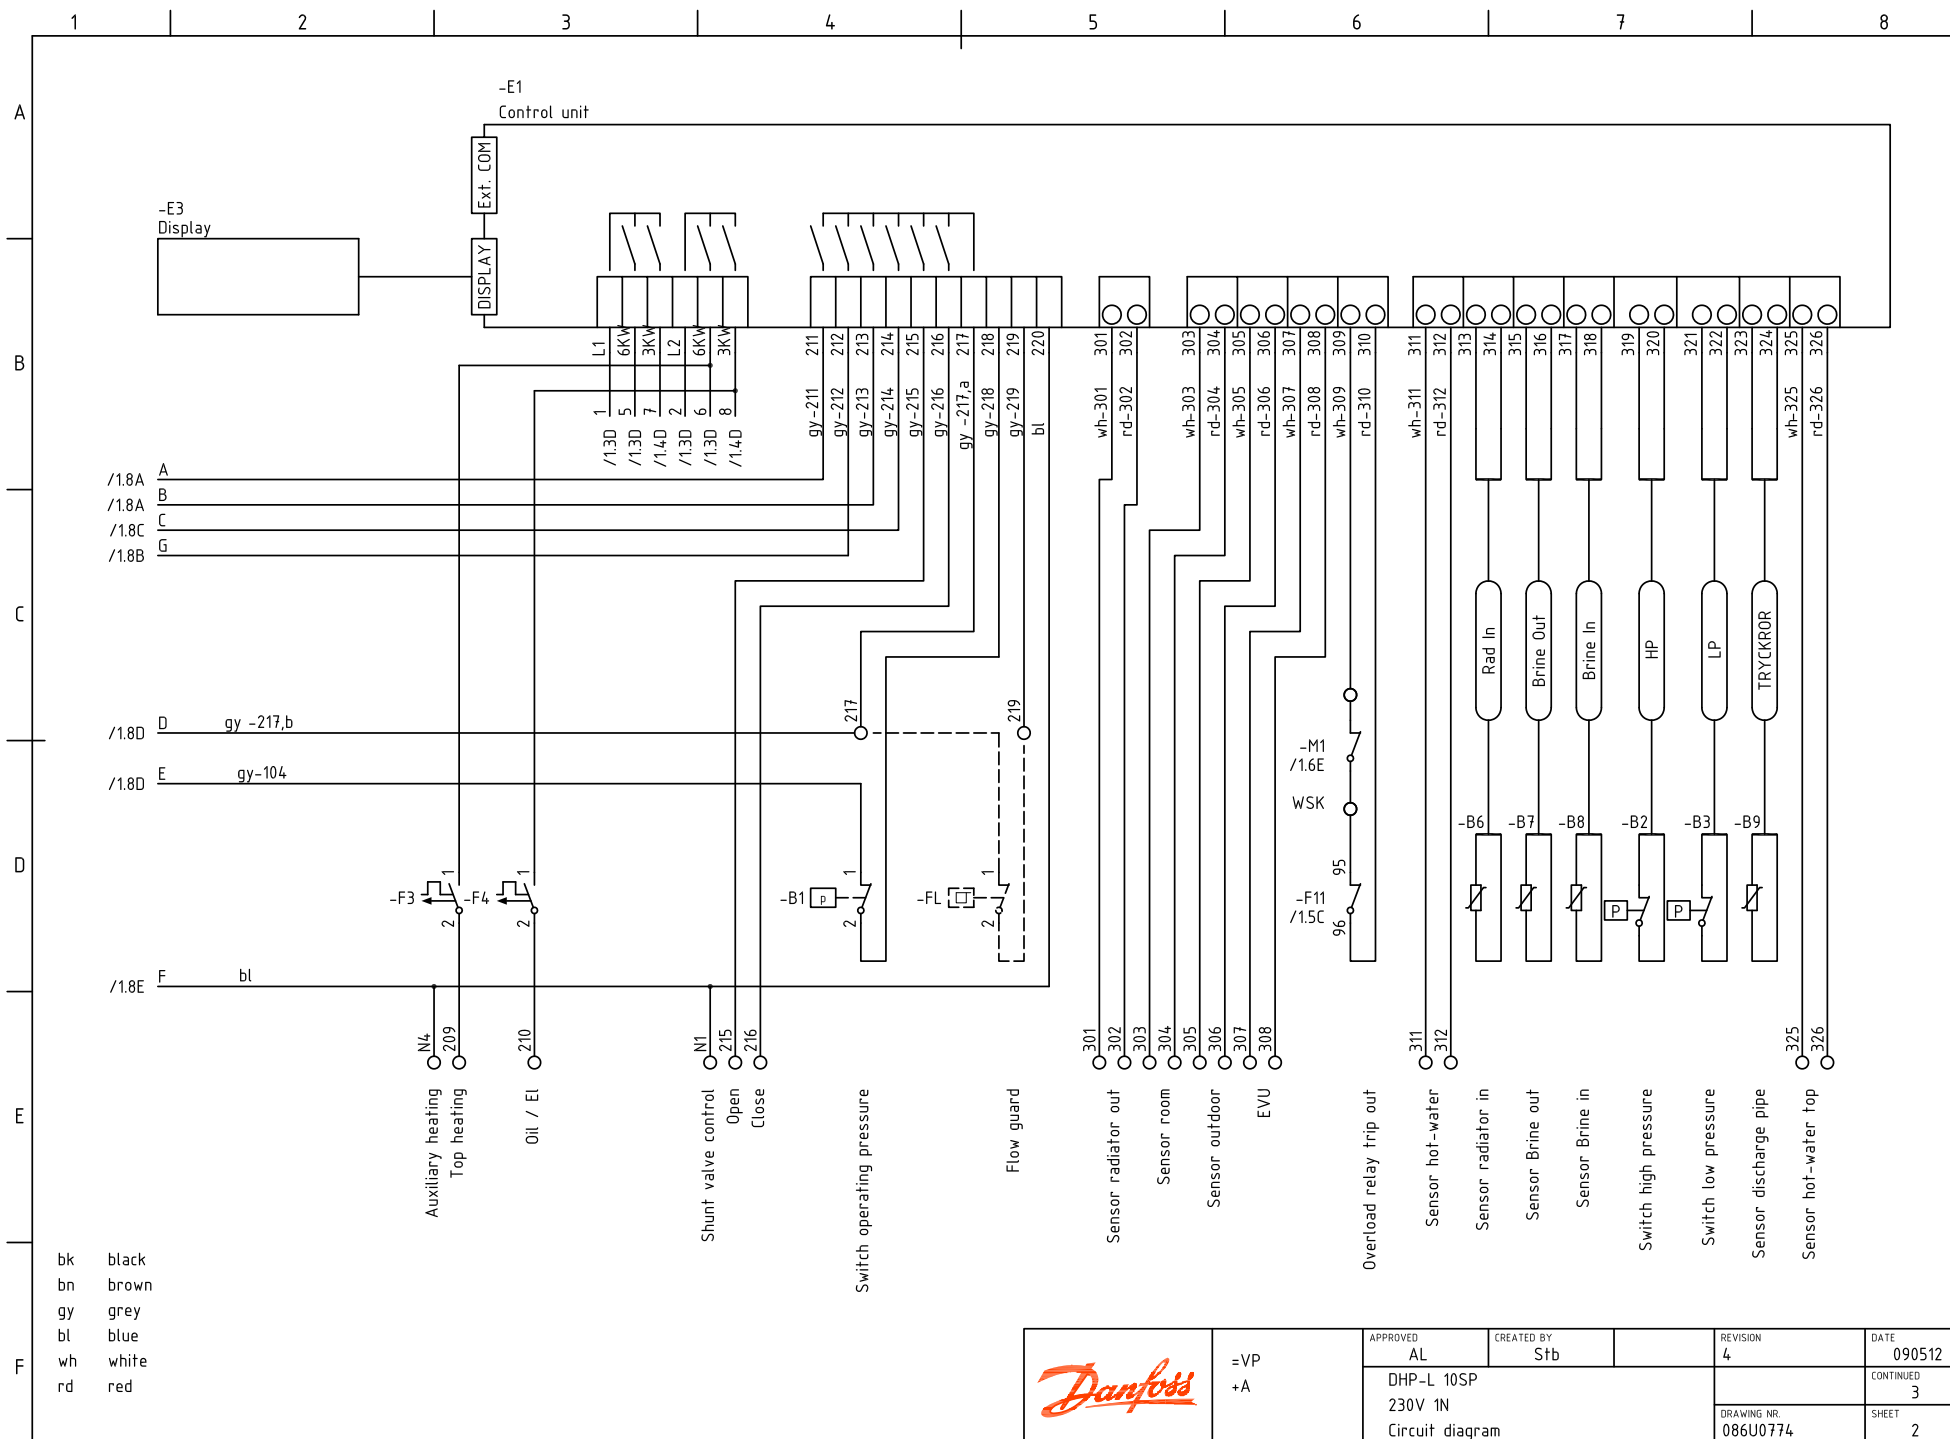 1 2 3 4 5 6 7 8
A
B
C
D
E
F
-E1
Control unit
Ext. COM
DISPLAY
-E3
Display
L1 6KW 3KW L2 6KW 3KW
1 5 7 2 6 8
/1.3D /1.3D /1.4D /1.3D /1.3D /1.4D
211 212 213 214 215 216 217 218 219 220
gy-211 gy-212 gy-213 gy-214 gy-215 gy-216 gy -217,a gy-218 gy-219 bl
301 302
wh-301 rd-302
303 304 305 306 307 308 309 310
wh-303 rd-304 wh-305 rd-306 wh-307 rd-308 wh-309 rd-310
311 312 313 314 315 316 317 318 319 320 321 322 323 324 325 326
wh-311 rd-312 wh-325 rd-326
/1.8A A
/1.8A B
/1.8C C
/1.8B G
Rad In
Brine Out
Brine In
HP
LP
TRYCKROR
/1.8D D gy -217,b
217
219
/1.8D E gy-104
-M1
/1.6E
WSK
-B6 -B7 -B8 -B2 -B3 -B9
P P
-F3 1 2
-F4 1 2
-B1 p 1 2
-FL 1 2
95
-F11
/1.5C
96
/1.8E F bl
N4 209 210 N1 215 216
301 302 303 304 305 306 307 308
311 312
325 326
Auxiliary heating
Top heating
Oil / El
Shunt valve control
Open
Close
Switch operating pressure
Flow guard
Sensor radiator out
Sensor room
Sensor outdoor
EVU
Overload relay trip out
Sensor hot-water
Sensor radiator in
Sensor Brine out
Sensor Brine in
Switch high pressure
Switch low pressure
Sensor discharge pipe
Sensor hot-water top
bk black
bn brown
gy grey
bl blue
wh white
rd red
Danfoss
=VP
+A
APPROVED
AL
CREATED BY
Stb
REVISION
4
DATE
090512
DHP-L 10SP
230V 1N
Circuit diagram
CONTINUED
3
DRAWING NR.
086U0774
SHEET
2